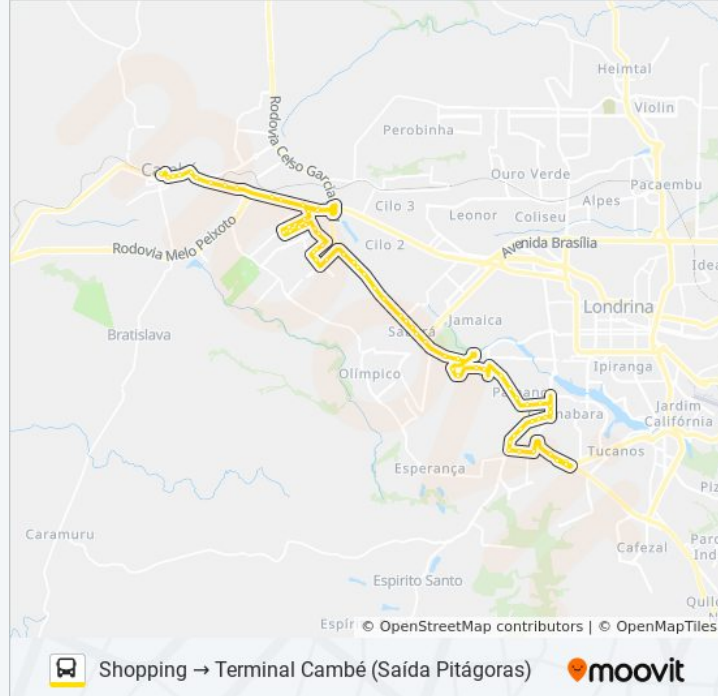 Heimtal
Violin
Rodovia Celso Garcia
Perobinha
Ouro Verde
Pacaembu
Alpes
Cilo 3
Leonor
Coliseu
Cilo 2
Avenida Brasília
Rodovia Melo Peixoto
Londrina
Jamaica
Bratislava
Ipiranga
Olímpico
Jardim
Califórnia
Tucanos
Esperança
Caramuru
Cafezal
Espirito Santo
© OpenStreetMap contributors | © OpenMapTiles
Shopping → Terminal Cambé (Saída Pitágoras)
moovit